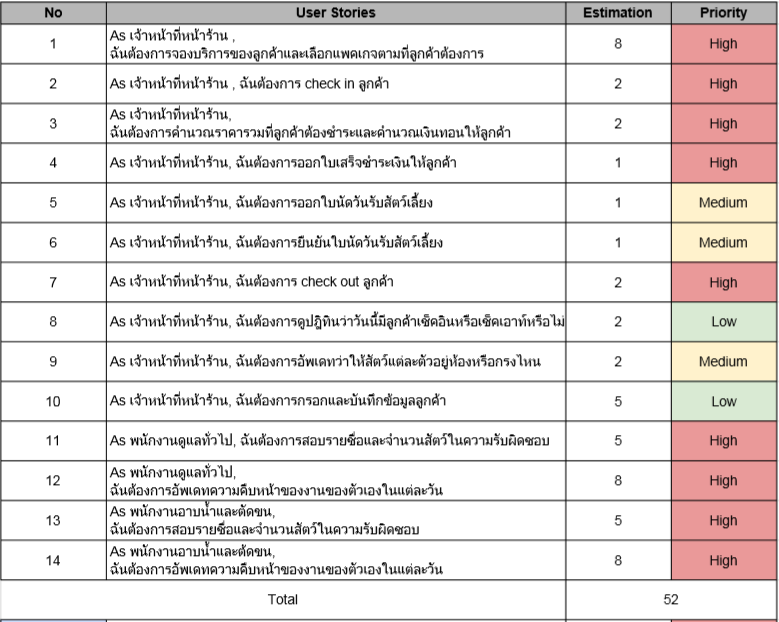 No User Stories Estimation Priority
1 As เจ้าหน้าที่หน้าร้าน , 8 High
ฉันต้องการจองบริการของลูกค้าและเลือกแพคเกจตามที่ลูกค้าต้องการ
2 As เจ้าหน้าที่หน้าร้าน , ฉันต้องการ check in ลูกค้า 2 High
3 As เจ้าหน้าที่หน้าร้าน, 2 High
ฉันต้องการคำนวณราคารวมที่ลูกค้าต้องชำระและคำนวณเงินทอนให้ลูกค้า
4 As เจ้าหน้าที่หน้าร้าน, ฉันต้องการออกใบเสร็จชำระเงินให้ลูกค้า 1 High
5 As เจ้าหน้าที่หน้าร้าน, ฉันต้องการออกใบนัดวันรับสัตว์เลี้ยง 1 Medium
6 As เจ้าหน้าที่หน้าร้าน, ฉันต้องการยืนยันใบนัดวันรับสัตว์เลี้ยง 1 Medium
7 As เจ้าหน้าที่หน้าร้าน, ฉันต้องการ check out ลูกค้า 2 High
8 As เจ้าหน้าที่หน้าร้าน, ฉันต้องการดูปฎิทินว่าวันนี้มีลูกค้าเช็คอินหรือเช็คเอาท์หรือไม่ 2 Low
9 As เจ้าหน้าที่หน้าร้าน, ฉันต้องการอัพเดทว่าให้สัตว์แต่ละตัวอยู่ห้องหรือกรงไหน 2 Medium
10 As เจ้าหน้าที่หน้าร้าน, ฉันต้องการกรอกและบันทึกข้อมูลลูกค้า 5 Low
11 As พนักงานดูแลทั่วไป, ฉันต้องการสอบรายชื่อและจำนวนสัตว์ในความรับผิดชอบ 5 High
12 As พนักงานดูแลทั่วไป, 8 High
ฉันต้องการอัพเดทความคืบหน้าของงานของตัวเองในแต่ละวัน
13 As พนักงานอาบน้ำและตัดขน, 5 High
ฉันต้องการสอบรายชื่อและจำนวนสัตว์ในความรับผิดชอบ
14 As พนักงานอาบน้ำและตัดขน, 8 High
ฉันต้องการอัพเดทความคืบหน้าของงานของตัวเองในแต่ละวัน
Total 52